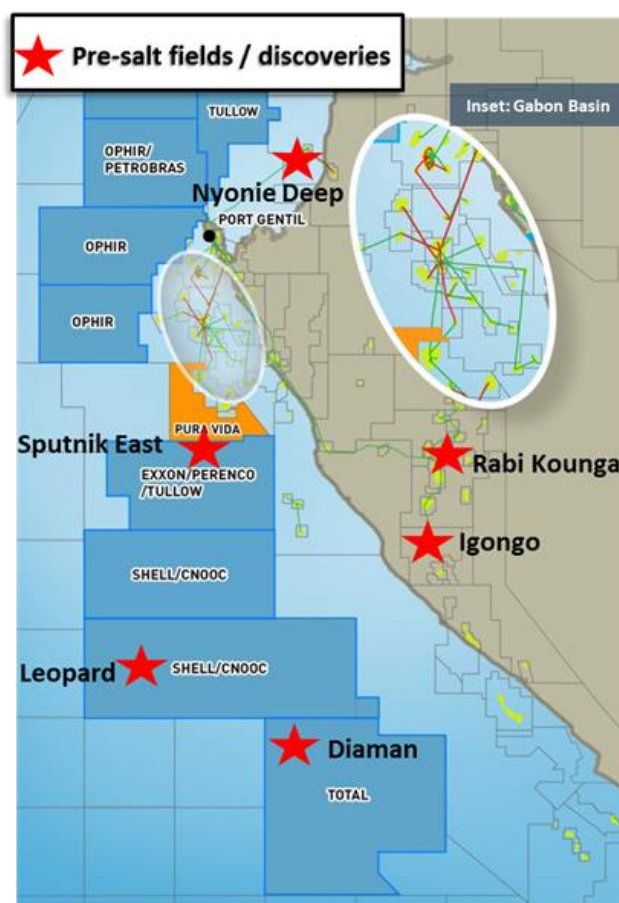 Pre-salt fields / discoveries
TULLOW
Inset: Gabon Basin
OPHIR/
PETROBRAS
Nyonie Deep
PORT GENTIL
OPHIR
OPHIR
PURA VIDA
Sputnik East
EXXON/PERENCO
/TULLOW
Rabi Kounga
Igongo
SHELL/CNOOC
Leopard
SHELL/CNOOC
Diaman
TOTAL